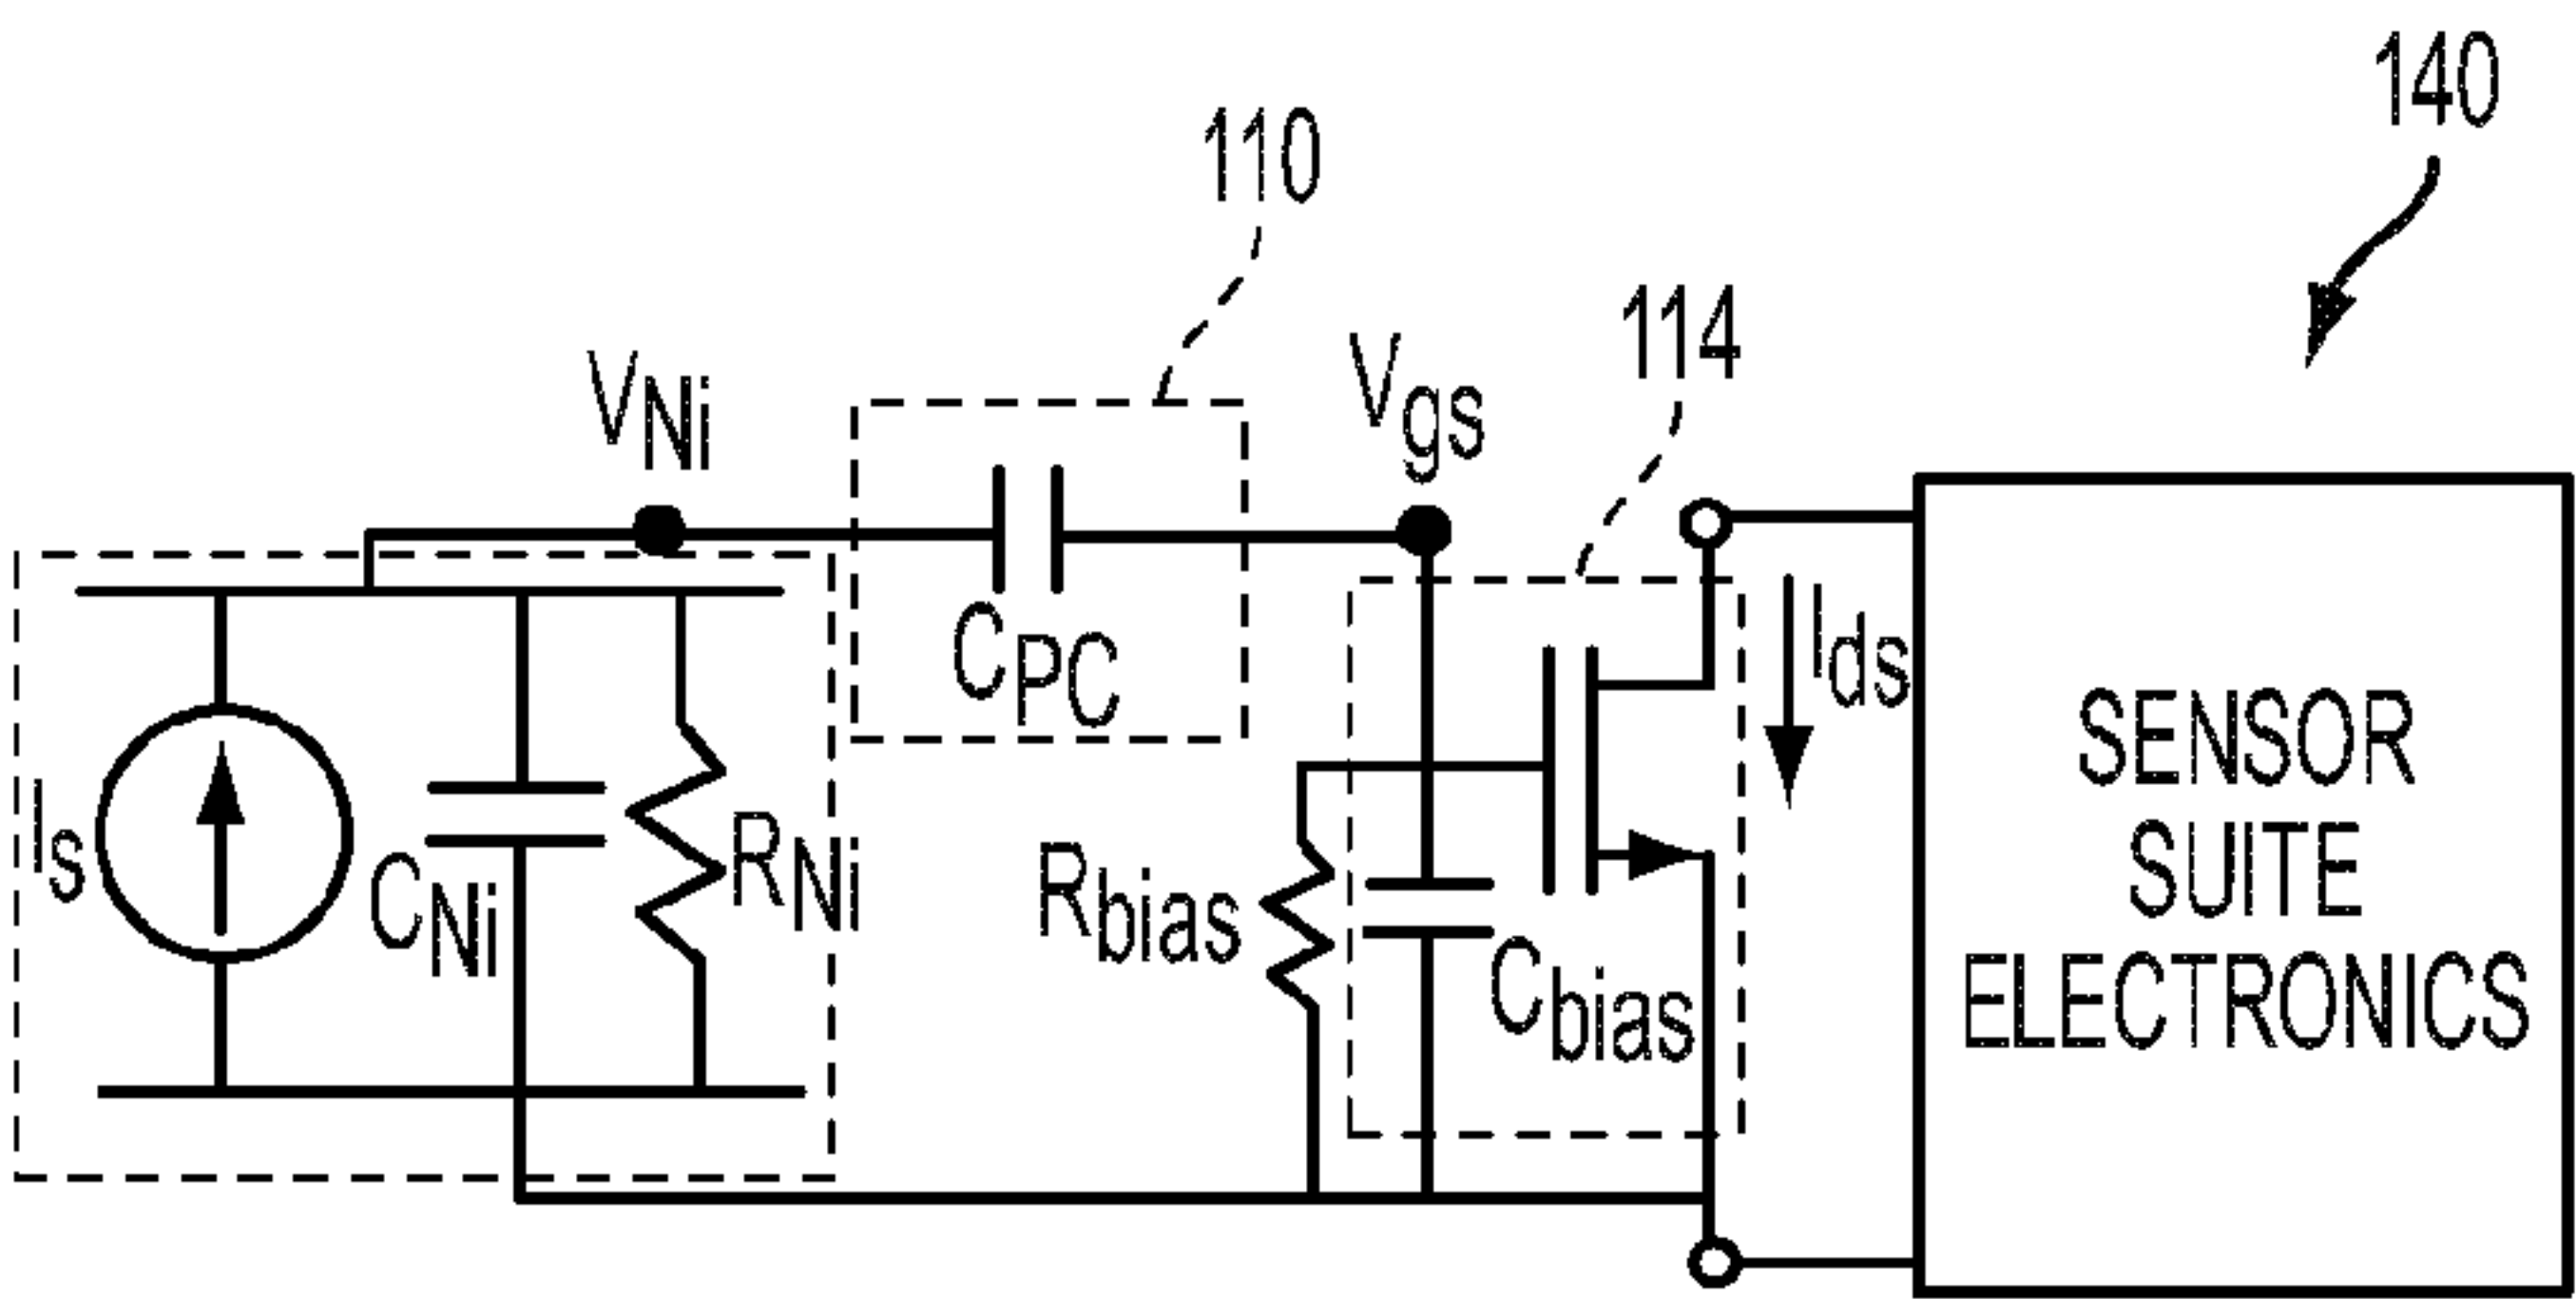 140
110
114
VNi
Vgs
CPC
Ids
Is
CNi
RNi
Rbias
Cbias
SENSOR
SUITE
ELECTRONICS